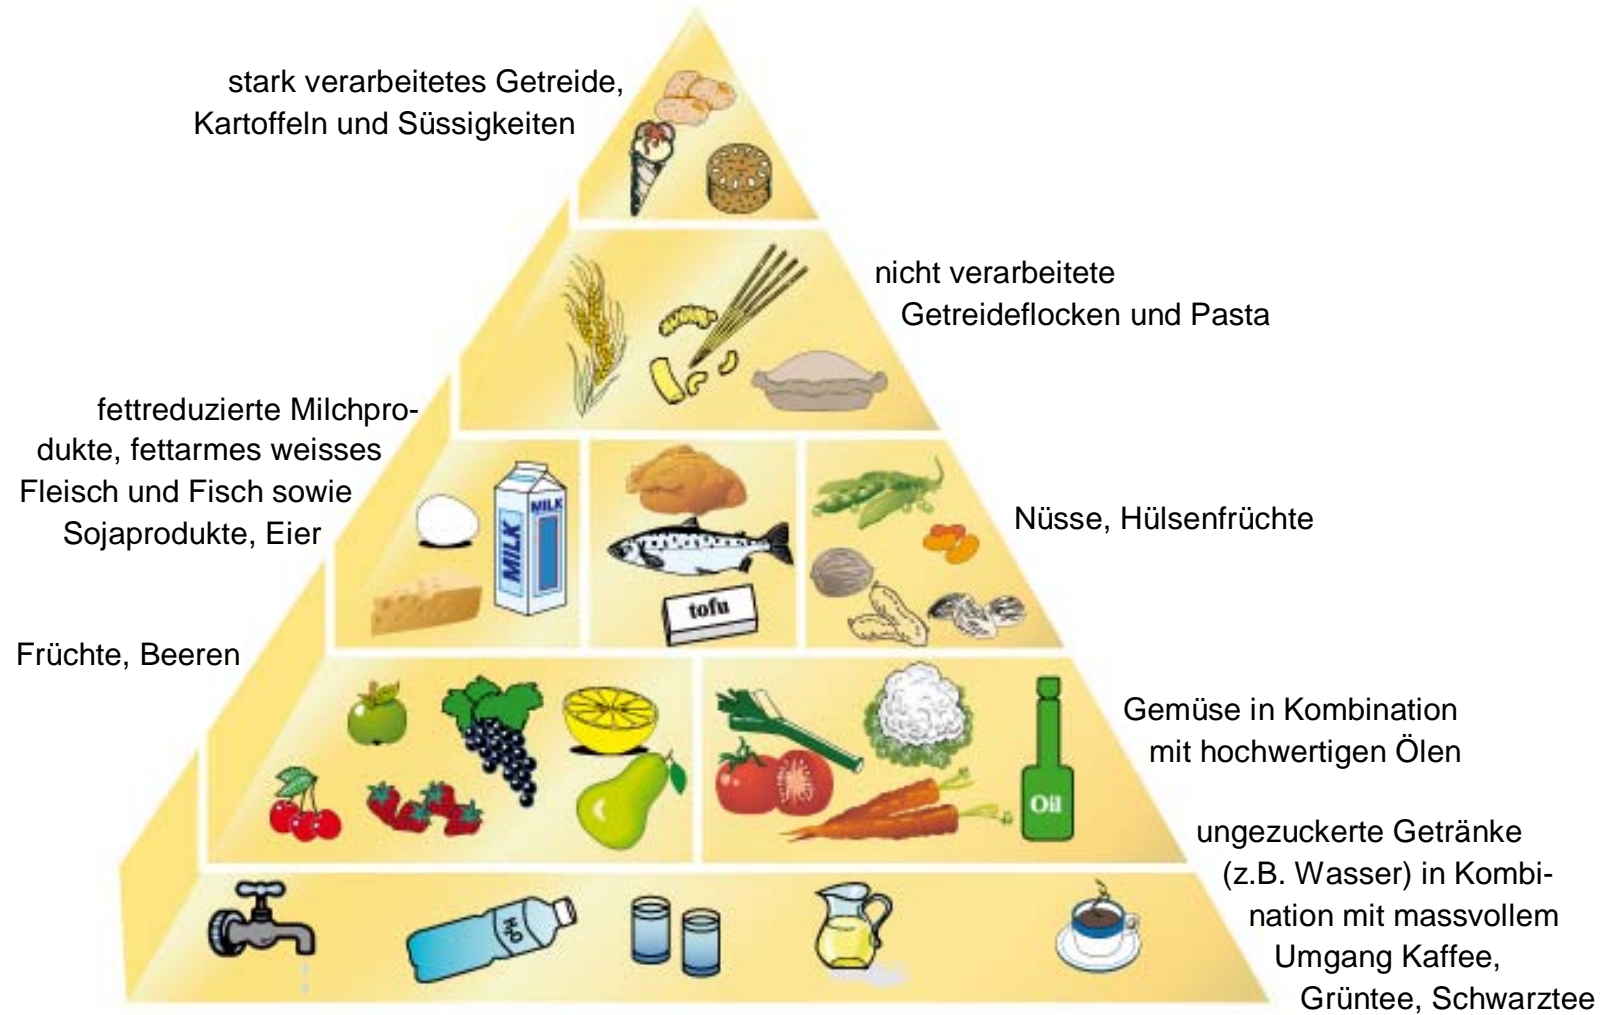 stark verarbeitetes Getreide,
Kartoffeln und Süssigkeiten
nicht verarbeitete
Getreideflocken und Pasta
fettreduzierte Milchpro-
dukte, fettarmes weisses
Fleisch und Fisch sowie
Sojaprodukte, Eier
MILK
MILK
tofu
Nüsse, Hülsenfrüchte
Früchte, Beeren
Gemüse in Kombination
mit hochwertigen Ölen
Oil
ungezuckerte Getränke
(z.B. Wasser) in Kombi-
nation mit massvollem
Umgang Kaffee,
Grüntee, Schwarztee
H2O